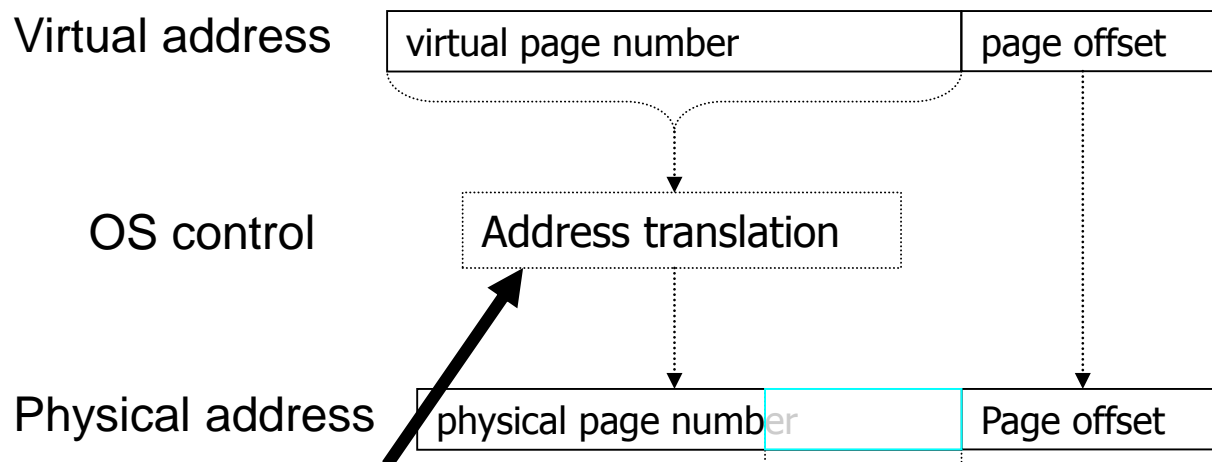 Virtual address virtual page number page offset
OS control Address translation
Physical address physical page number Page offset